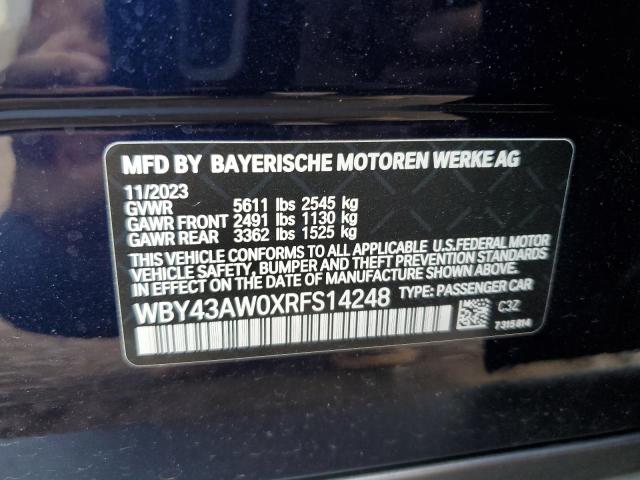 MFD BY BAYERISCHE MOTOREN WERKE AG
11/2023
GVWR 5611 lbs 2545 kg
GAWR FRONT 2491 lbs 1130 kg
GAWR REAR 3362 lbs 1525 kg
THIS VEHICLE CONFORMS TO ALL APPLICABLE U.S.FEDERAL MOTOR
VEHICLE SAFETY, BUMPER AND THEFT PREVENTION STANDARDS
IN EFFECT ON THE DATE OF MANUFACTURE SHOWN ABOVE.
WBY43AW0XRFS14248 TYPE: PASSENGER CAR
C3Z
7315814